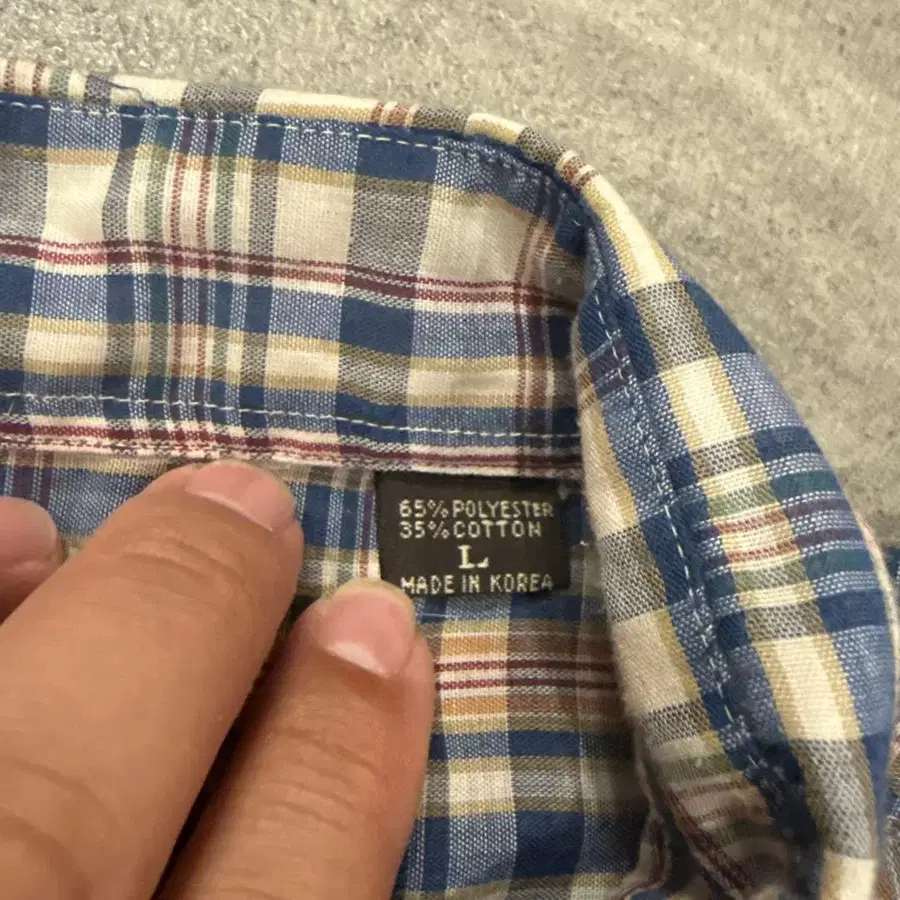 65% POLYESTER
35% COTTON
L
MADE IN KOREA